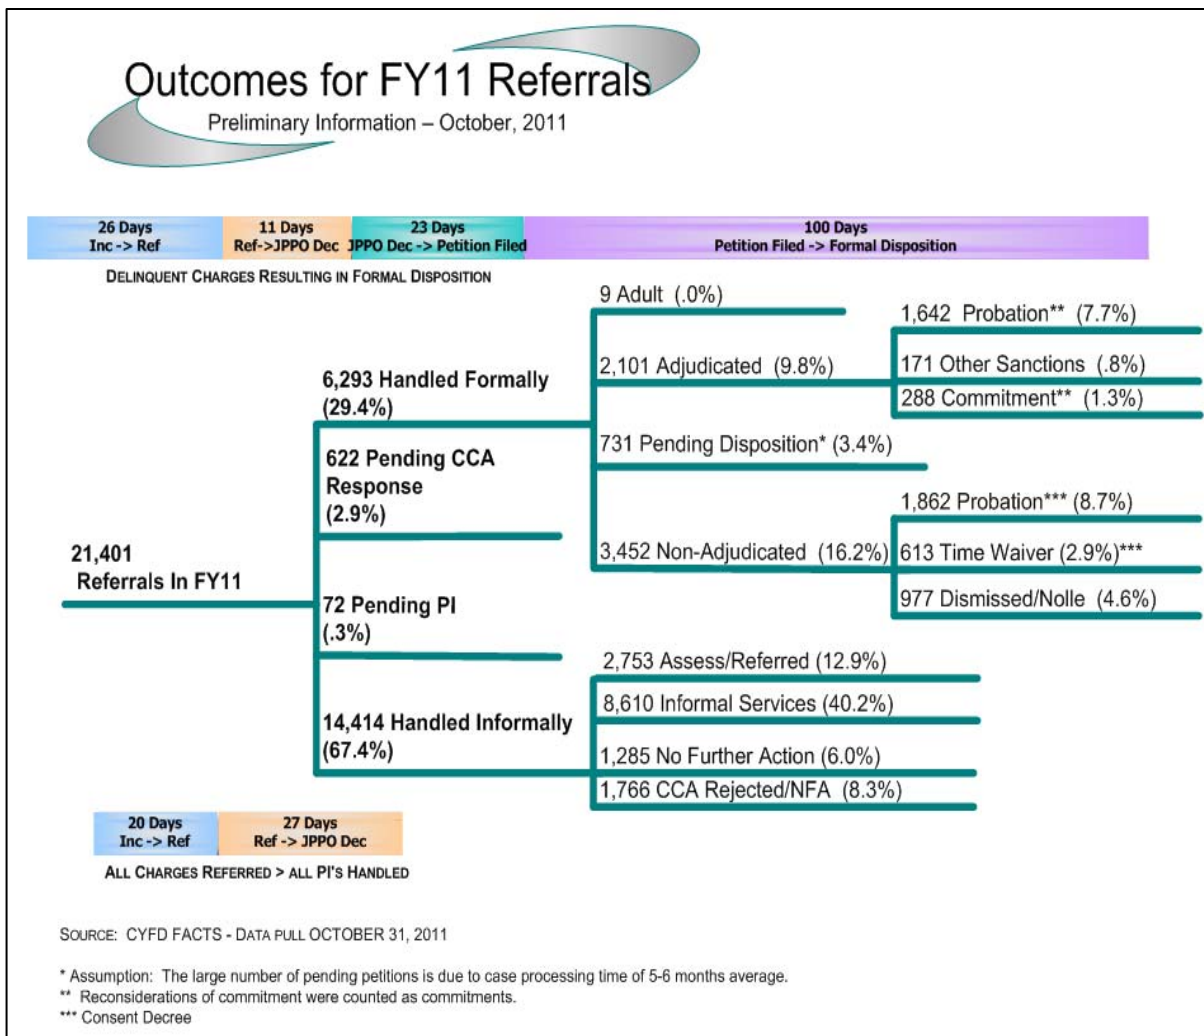 Outcomes for FY11 Referrals
Preliminary Information – October, 2011
26 Days
Inc -> Ref
11 Days
Ref->JPPO Dec
23 Days
JPPO Dec -> Petition Filed
100 Days
Petition Filed -> Formal Disposition
DELINQUENT CHARGES RESULTING IN FORMAL DISPOSITION
21,401
Referrals In FY11
6,293 Handled Formally
(29.4%)
622 Pending CCA
Response
(2.9%)
72 Pending PI
(.3%)
14,414 Handled Informally
(67.4%)
9 Adult (.0%)
2,101 Adjudicated (9.8%)
731 Pending Disposition* (3.4%)
3,452 Non-Adjudicated (16.2%)
1,642 Probation** (7.7%)
171 Other Sanctions (.8%)
288 Commitment** (1.3%)
1,862 Probation*** (8.7%)
613 Time Waiver (2.9%)***
977 Dismissed/Nolle (4.6%)
2,753 Assess/Referred (12.9%)
8,610 Informal Services (40.2%)
1,285 No Further Action (6.0%)
1,766 CCA Rejected/NFA (8.3%)
20 Days
Inc -> Ref
27 Days
Ref -> JPPO Dec
ALL CHARGES REFERRED > ALL PI'S HANDLED
SOURCE: CYFD FACTS - DATA PULL OCTOBER 31, 2011
* Assumption: The large number of pending petitions is due to case processing time of 5-6 months average.
** Reconsiderations of commitment were counted as commitments.
*** Consent Decree